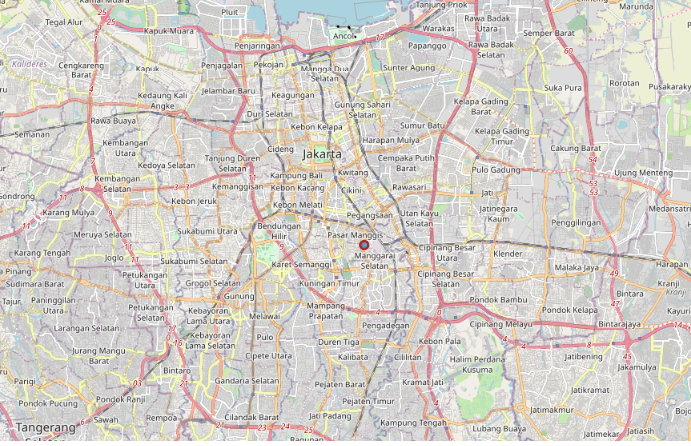 Pluit
Tanjung
Priok
Rawa Badak
Utara
Marunda
Tegal Alur
Kapuk Muara
Ancol
12
Warakas
Semper Barat
Penjaringan
Papanggo
Rawa Badak
Selatan
60
Kalideres
Cengkareng
Barat
Kapuk
Penjagalan
Pekojan
Mangga Dua
Selatan
Sunter Agung
Rorotan
Kedaung Kali
Angke
Jelambar Baru
Keagungan
Gunung Sahari
Selatan
Kelapa Gading
Barat
Suka Pura
Pusakarakyat
Rawa Buaya
Duri Selatan
Kebon Kelapa
Sumur Batu
Kelapa Gading
Timur
Semanan
Kembangan
Utara
Kedoya Selatan
Tanjung Duren
Selatan
Cideng
Jakarta
Harapan Mulya
Cempaka Putih
Barat
Cakung Barat
Kembangan
Selatan
Kemanggisan
Kampung Bali
Kwitang
Pulo Gadung
Ujung Menteng
Kebon Kacang
Cikini
Rawasari
Jati
Kebon Jeruk
Kebon Melati
Pegangsaan
Utan Kayu
Selatan
Jatinegara
Kaum
Medansatria
Karang Mulya
Meruya Selatan
Bendungan
Hilir
Pasar Manggis
Penggilingan
Karang Tengah
Joglo
Sukabumi Utara
Cipinang Besar
Utara
Klender
Malaka Jaya
Sukabumi Selatan
Karet Semanggi
Manggarai
Selatan
Cipinang Besar
Selatan
Petukangan
Utara
Grogol Selatan
Kuningan Timur
Kranji
Sudimara Barat
Gunung
Pondok Bambu
Bintara
Tajur
Paninggilan
Petukangan
Selatan
Kebayoran
Lama Utara
Melawai
Mampang
Prapatan
Pondok Kelapa
Kayuri
Larangan Selatan
Pengadegan
Cipinang Melayu
Bintarajaya
Kebayoran
Lama Selatan
Pulo
Duren Tiga
Kebon Pala
Jurang Mangu
Barat
Cipete Utara
Kalibata
Cililitan
Halim Perdana
Kusuma
Jatibening
45
Jakamulya
Bintaro
Parigi
03
Gandaria Selatan
Pejaten Barat
Kramat Jati
Jatikramat
Pondok Pucung
Pondok Ranji
Pejaten Timur
Sawah
Rempoa
Cilandak Barat
Jati Padang
Jatimakmur
Tangerang
Ragunan
Lubang Buaya
Jatimekar